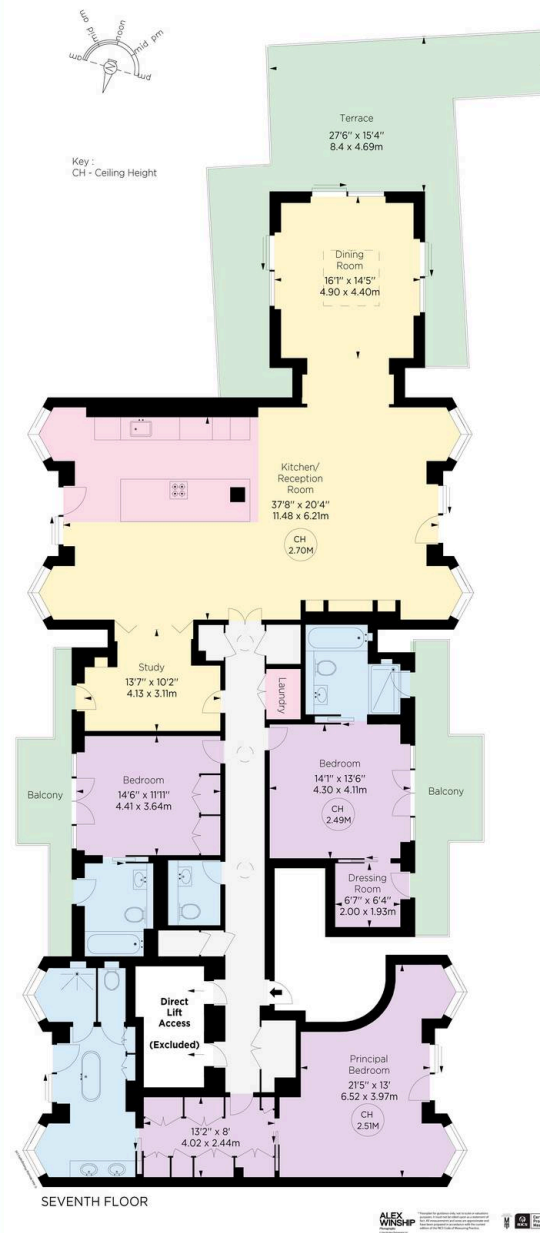 am
mid am
noon
mid pm
pm
N
Key :
CH - Ceiling Height
Terrace
27'6" x 15'4"
8.4 x 4.69m
Dining
Room
16'1" x 14'5"
4.90 x 4.40m
Kitchen/
Reception
Room
37'8" x 20'4"
11.48 x 6.21m
CH
2.70M
Study
13'7" x 10'2"
4.13 x 3.11m
Laundry
Balcony
Bedroom
14'6" x 11'11"
4.41 x 3.64m
Bedroom
14'1" x 13'6"
4.30 x 4.11m
CH
2.49M
Balcony
Dressing
Room
6'7" x 6'4"
2.00 x 1.93m
Direct
Lift
Access
(Excluded)
Principal
Bedroom
21'5" x 13'
6.52 x 3.97m
CH
2.51M
13'2" x 8'
4.02 x 2.44m
SEVENTH FLOOR
ALEX
WINSHIP
RICS